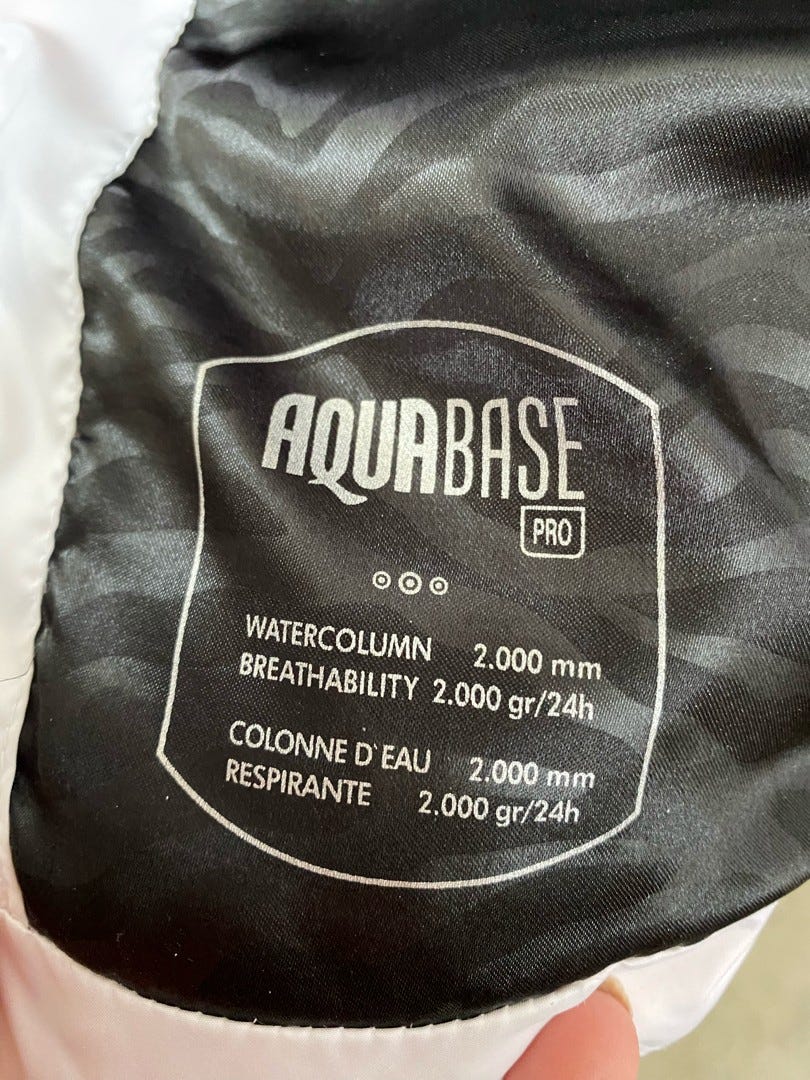 AQUABASE
PRO
WATERCOLUMN 2.000 mm
BREATHABILITY 2.000 gr/24h
COLONNE D'EAU 2.000 mm
RESPIRANTE 2.000 gr/24h